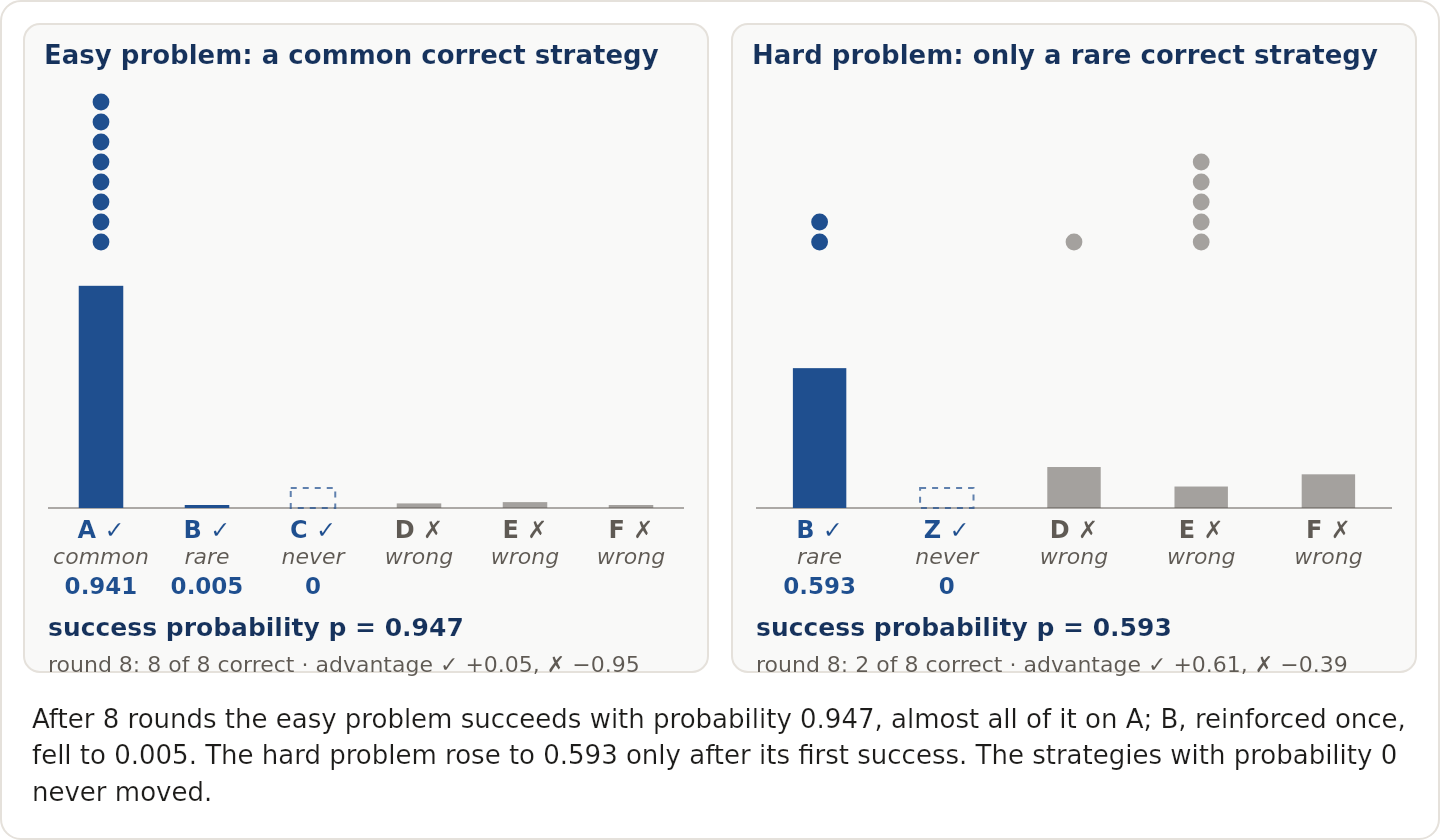 Easy problem: a common correct strategy
A ✓ B ✓ C ✓ D ✗ E ✗ F ✗
common rare never wrong wrong wrong
0.941 0.005 0
success probability p = 0.947
round 8: 8 of 8 correct · advantage ✓ +0.05, ✗ −0.95
Hard problem: only a rare correct strategy
B ✓ Z ✓ D ✗ E ✗ F ✗
rare never wrong wrong wrong
0.593 0
success probability p = 0.593
round 8: 2 of 8 correct · advantage ✓ +0.61, ✗ −0.39
After 8 rounds the easy problem succeeds with probability 0.947, almost all of it on A; B, reinforced once,
fell to 0.005. The hard problem rose to 0.593 only after its first success. The strategies with probability 0
never moved.